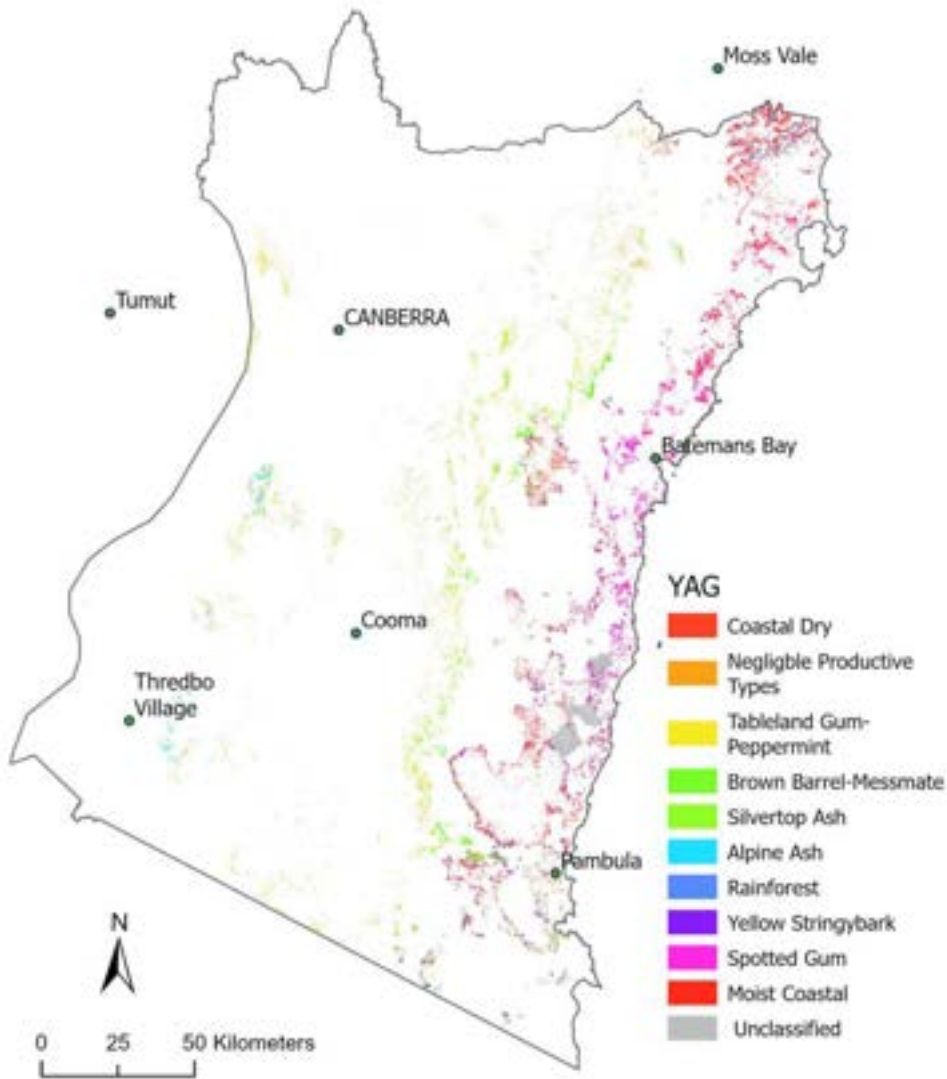 Moss Vale
Tumut
CANBERRA
Batemans Bay
YAG
Coastal Dry
Cooma
Negligble Productive
Types
Thredbo
Village
Tableland Gum-
Peppermint
Brown Barrel-Messmate
Silvertop Ash
Alpine Ash
Pambula
Rainforest
Yellow Stringybark
N
Spotted Gum
Moist Coastal
Unclassified
0 25 50 Kilometers